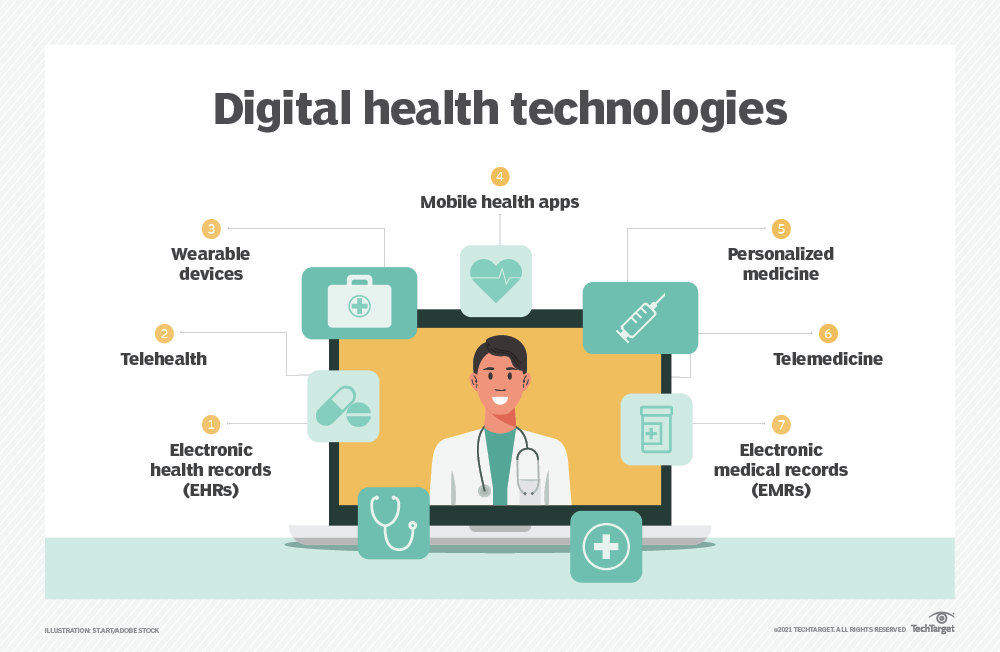 Digital health technologies
4
Mobile health apps
3
Wearable
devices
5
Personalized
medicine
2
Telehealth
6
Telemedicine
1
Electronic
health records
(EHRs)
7
Electronic
medical records
(EMRs)
ILLUSTRATION: ST.ART/ADOBE STOCK
©2021 TECHTARGET. ALL RIGHTS RESERVED
TechTarget